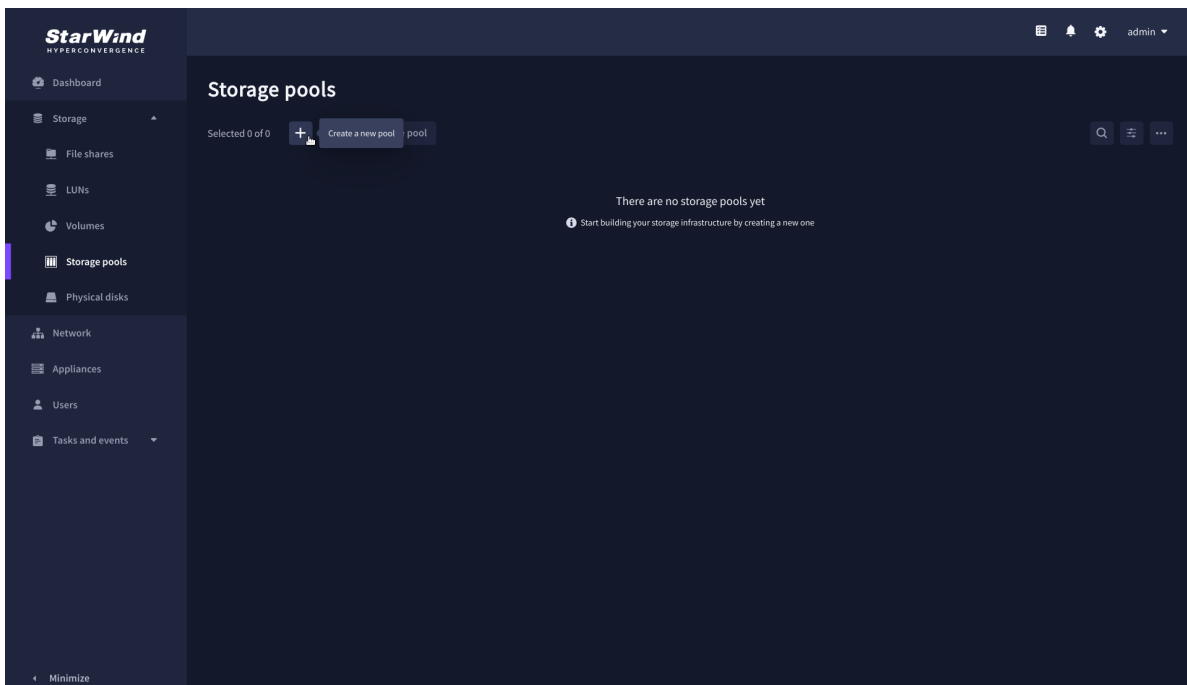 StarWind
HYPERCONVERGENCE
admin
Dashboard
Storage
File shares
LUNs
Volumes
Storage pools
Physical disks
Network
Appliances
Users
Tasks and events
Minimize
Storage pools
Selected 0 of 0
Create a new pool
pool
There are no storage pools yet
Start building your storage infrastructure by creating a new one